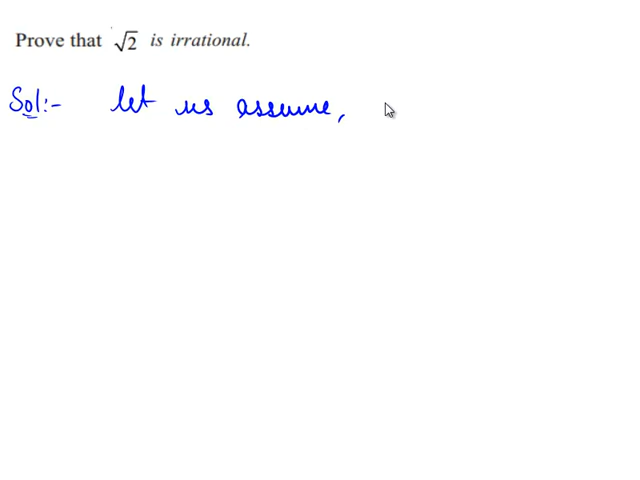 Prove that √2 is irrational.
Sol:- let us assume,